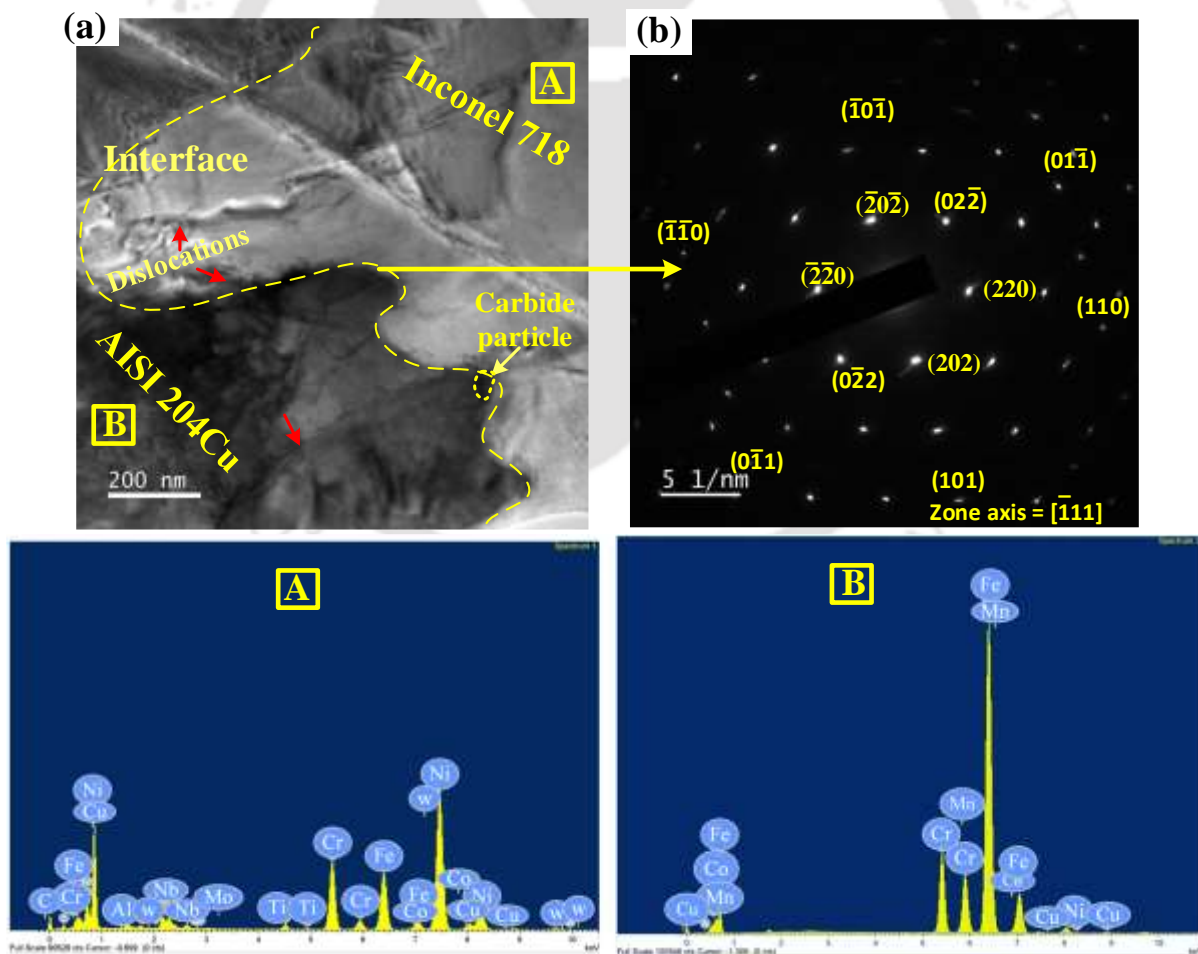 (a)
A
Inconel 718
Interface
Dislocations
Carbide
particle
AISI 204Cu
B
200 nm
(b)
(1̅01̅)
(011̅)
(2̅02̅)
(022̅)
(1̅1̅0)
(2̅2̅0)
(220)
(110)
(02̅2)
(202)
(01̅1)
(101)
5 1/nm
Zone axis = [1̅11]
A
Ni
Cu
Fe
Cr
C
Al
w
Nb
Nb
Mo
Ti
Ti
Cr
Cr
Fe
Fe
Co
w
Ni
Co
Ni
Cu
Cu
w
w
keV
B
Fe
Mn
Mn
Cr
Cr
Fe
Co
Fe
Co
Mn
Cu
Cu
Ni
Cu
keV